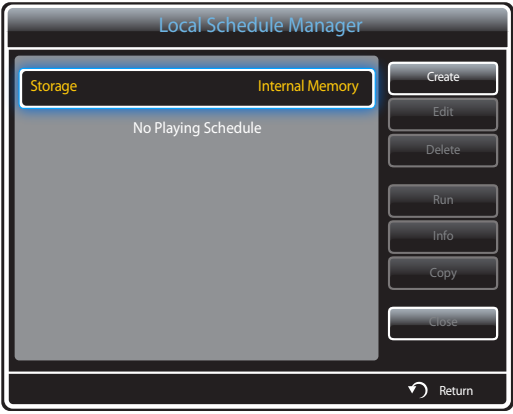 Local Schedule Manager
Storage Internal Memory
No Playing Schedule
Create
Edit
Delete
Run
Info
Copy
Close
Return